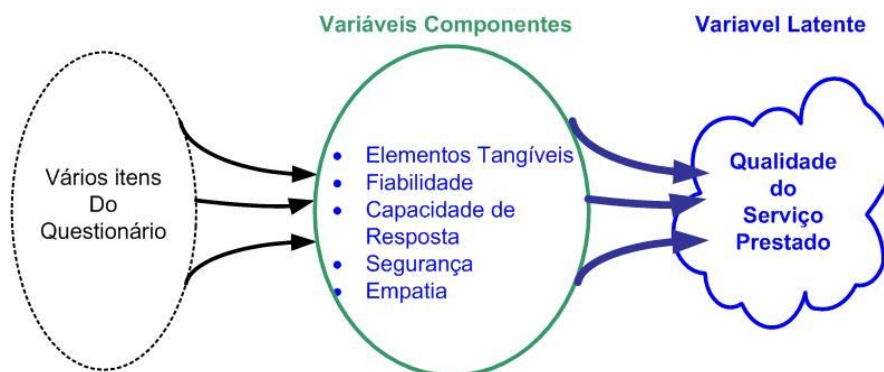 Variáveis Componentes
Variavel Latente
Vários itens
Do
Questionário
• Elementos Tangíveis
• Fiabilidade
• Capacidade de
Resposta
• Segurança
• Empatia
Qualidade
do
Serviço
Prestado